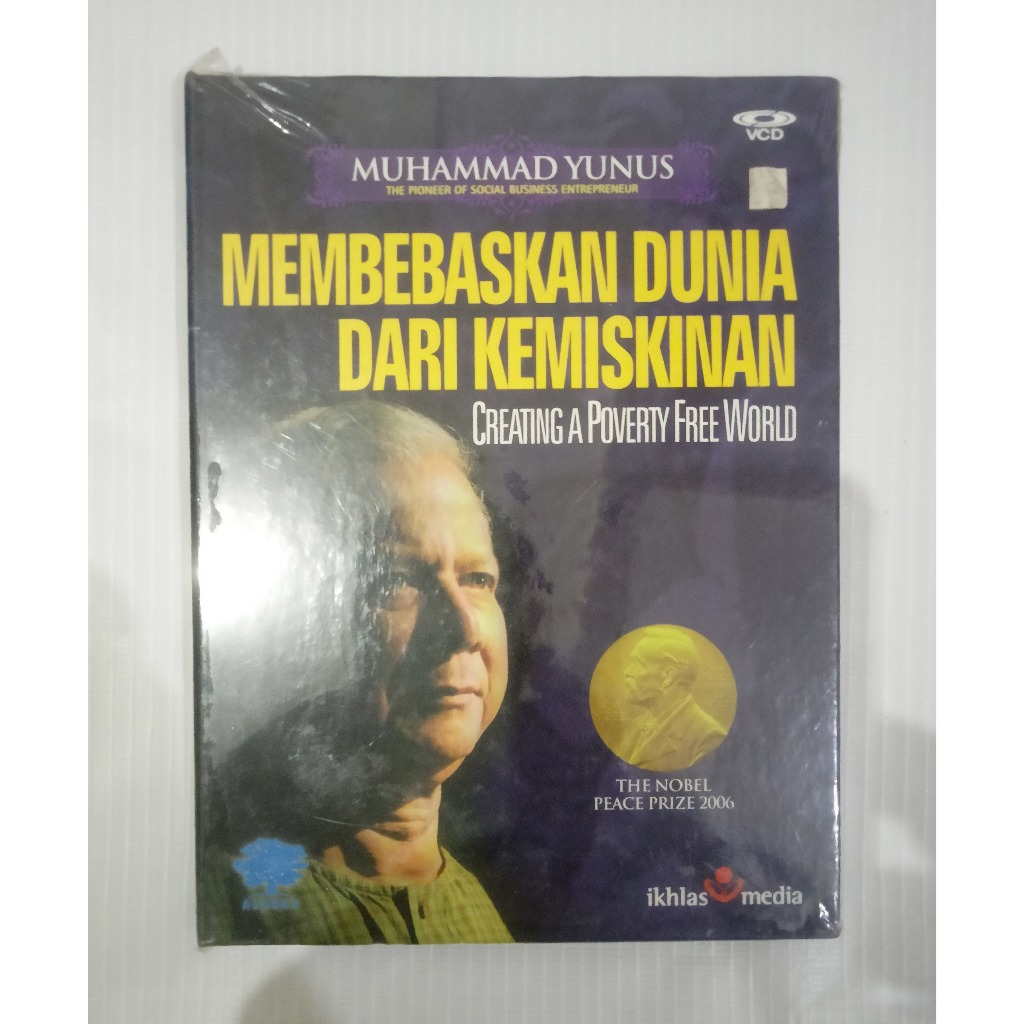 VCD
MUHAMMAD YUNUS
THE PIONEER OF SOCIAL BUSINESS ENTREPRENEUR
MEMBEBASKAN DUNIA
DARI KEMISKINAN
CREATING A POVERTY FREE WORLD
THE NOBEL
PEACE PRIZE 2006
ikhlas media